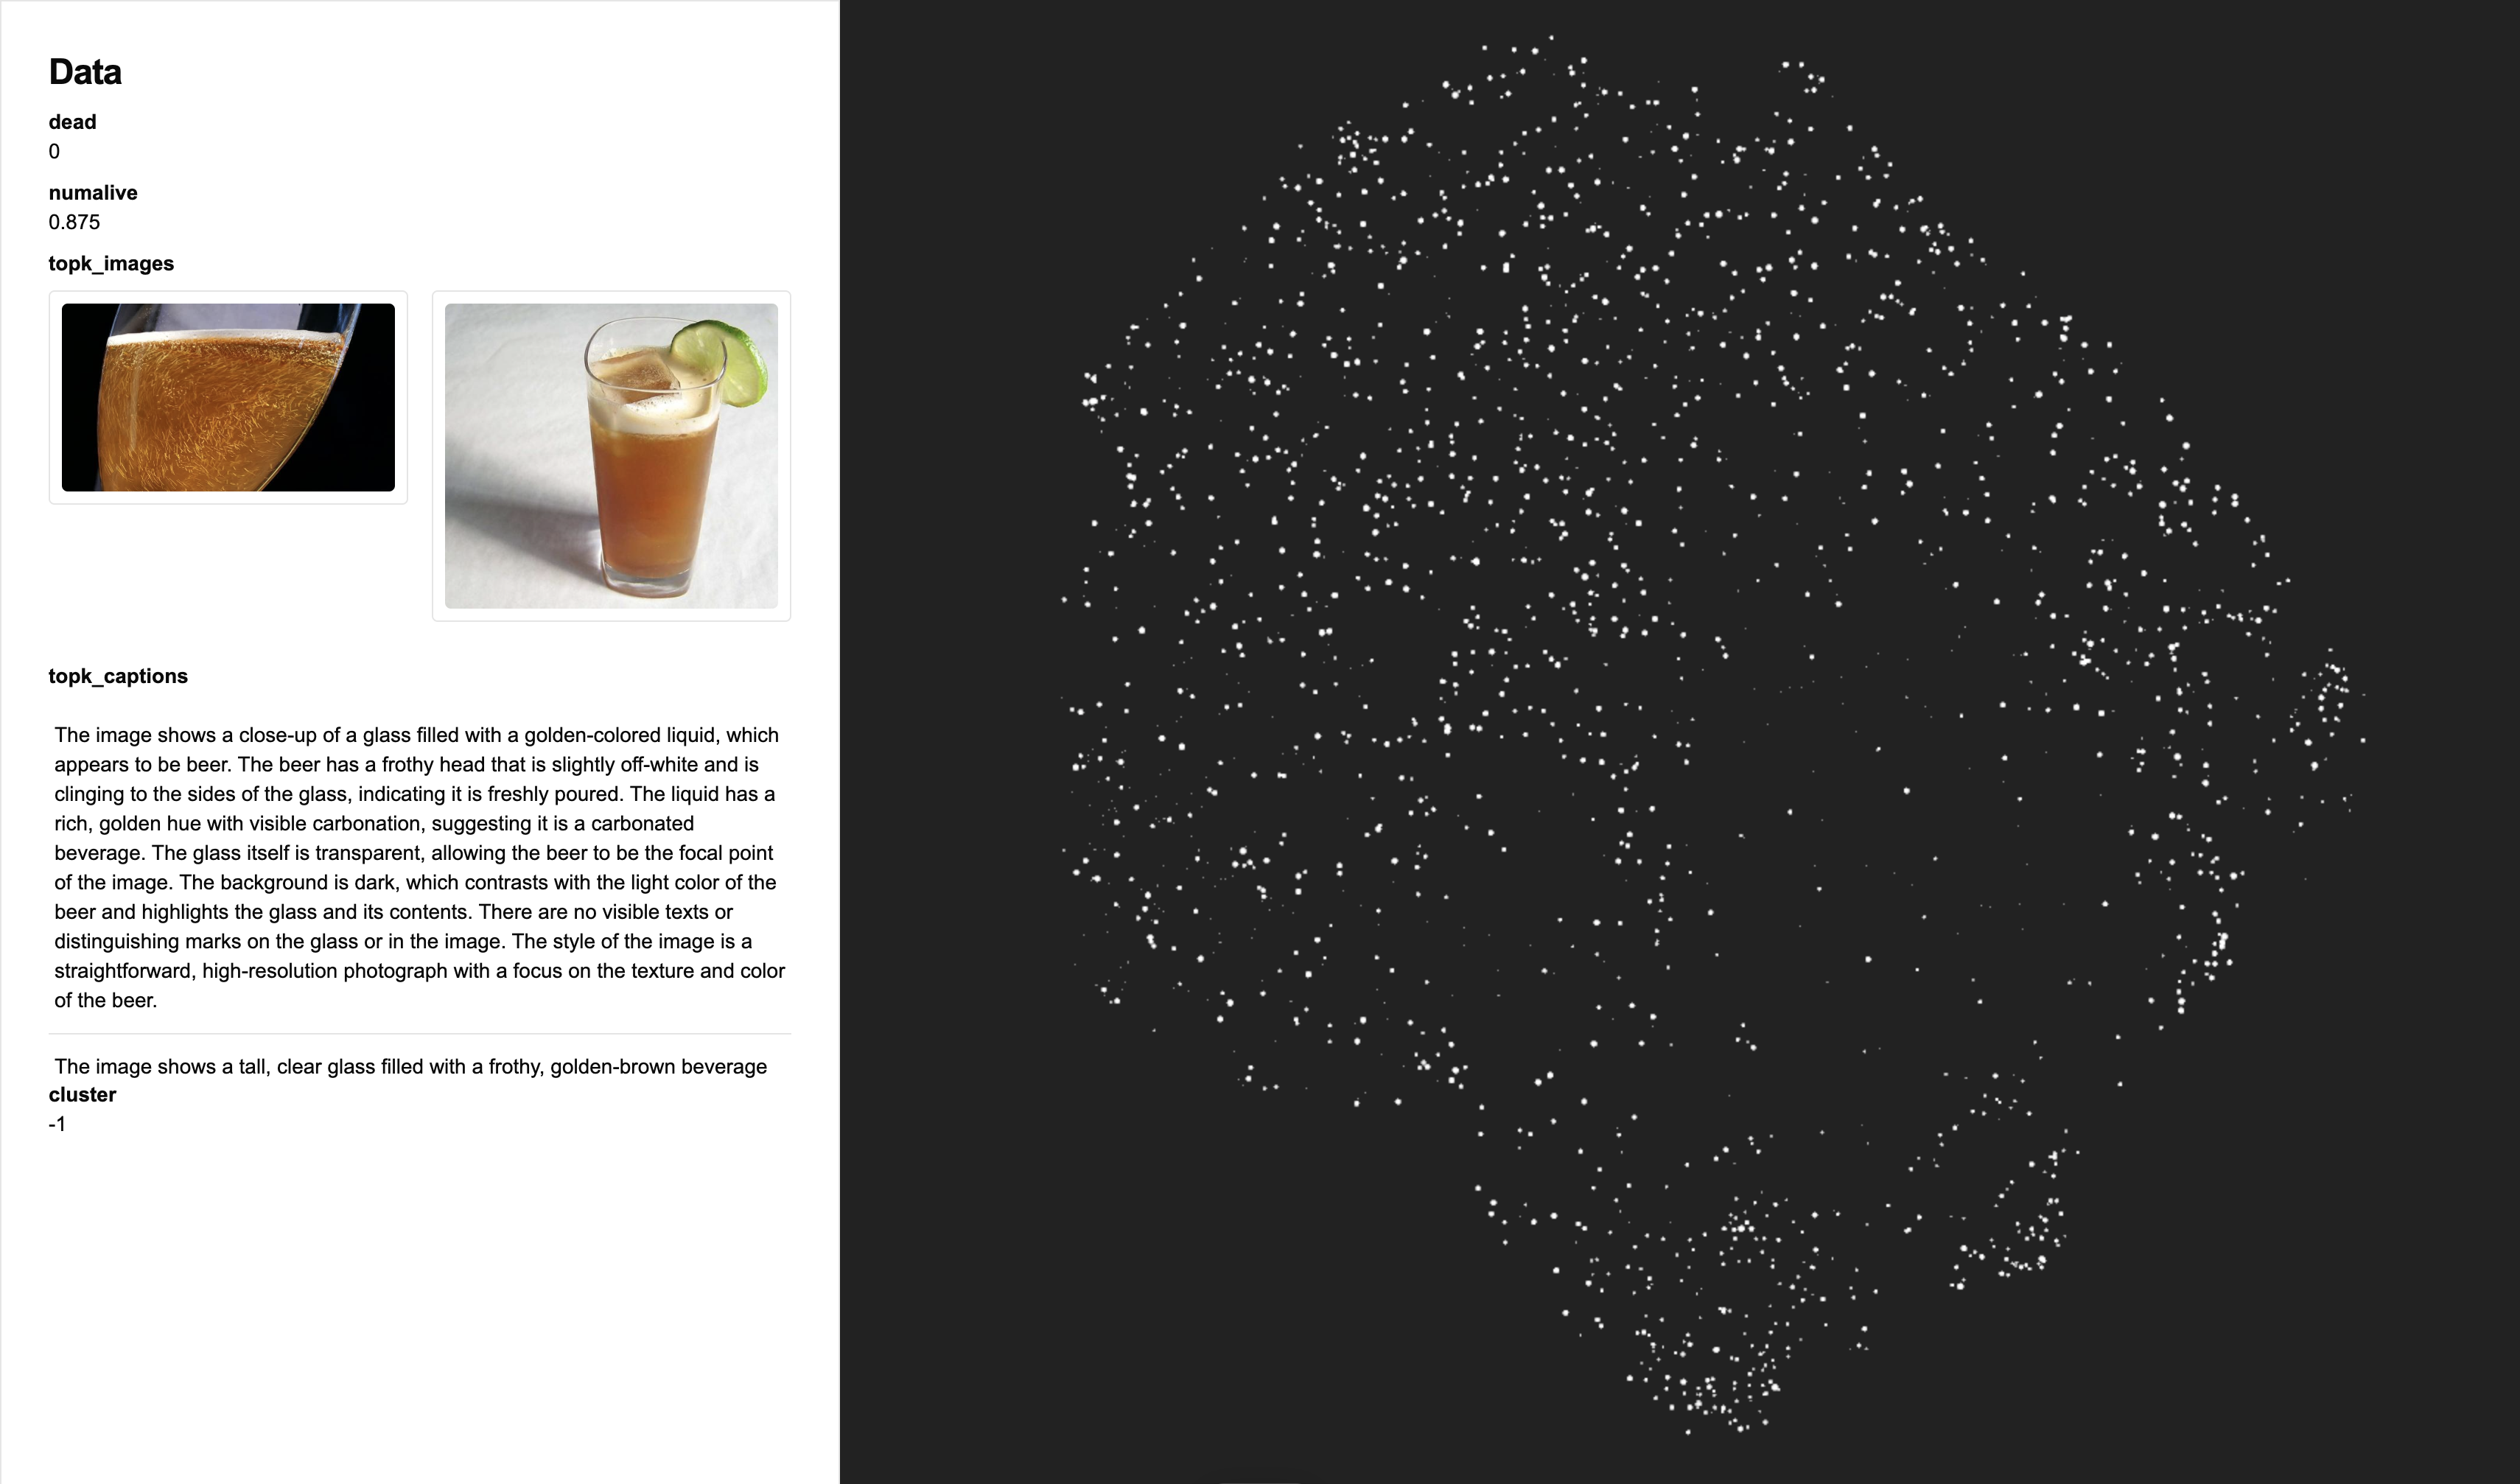 Data
dead
0
numalive
0.875
topk_images
topk_captions
The image shows a close-up of a glass filled with a golden-colored liquid, which
appears to be beer. The beer has a frothy head that is slightly off-white and is
clinging to the sides of the glass, indicating it is freshly poured. The liquid has a
rich, golden hue with visible carbonation, suggesting it is a carbonated
beverage. The glass itself is transparent, allowing the beer to be the focal point
of the image. The background is dark, which contrasts with the light color of the
beer and highlights the glass and its contents. There are no visible texts or
distinguishing marks on the glass or in the image. The style of the image is a
straightforward, high-resolution photograph with a focus on the texture and color
of the beer.
The image shows a tall, clear glass filled with a frothy, golden-brown beverage
cluster
-1